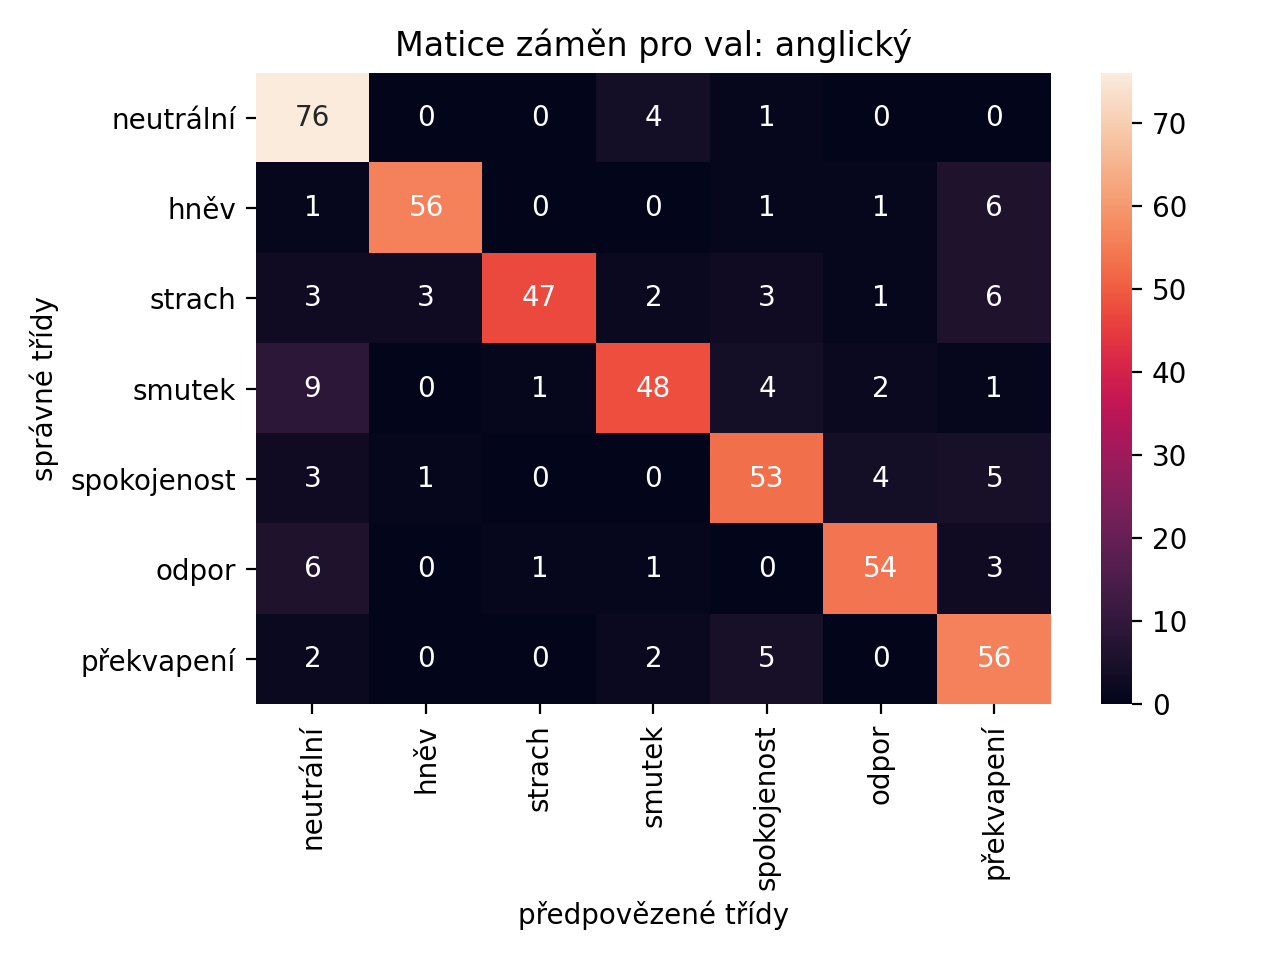 Matice záměn pro val: anglický
neutrální 76 0 0 4 1 0 0
hněv 1 56 0 0 1 1 6
strach 3 3 47 2 3 1 6
smutek 9 0 1 48 4 2 1
spokojenost 3 1 0 0 53 4 5
odpor 6 0 1 1 0 54 3
překvapení 2 0 0 2 5 0 56
správné třídy
neutrální hněv strach smutek spokojenost odpor překvapení
předpovězené třídy
70
60
50
40
30
20
10
0